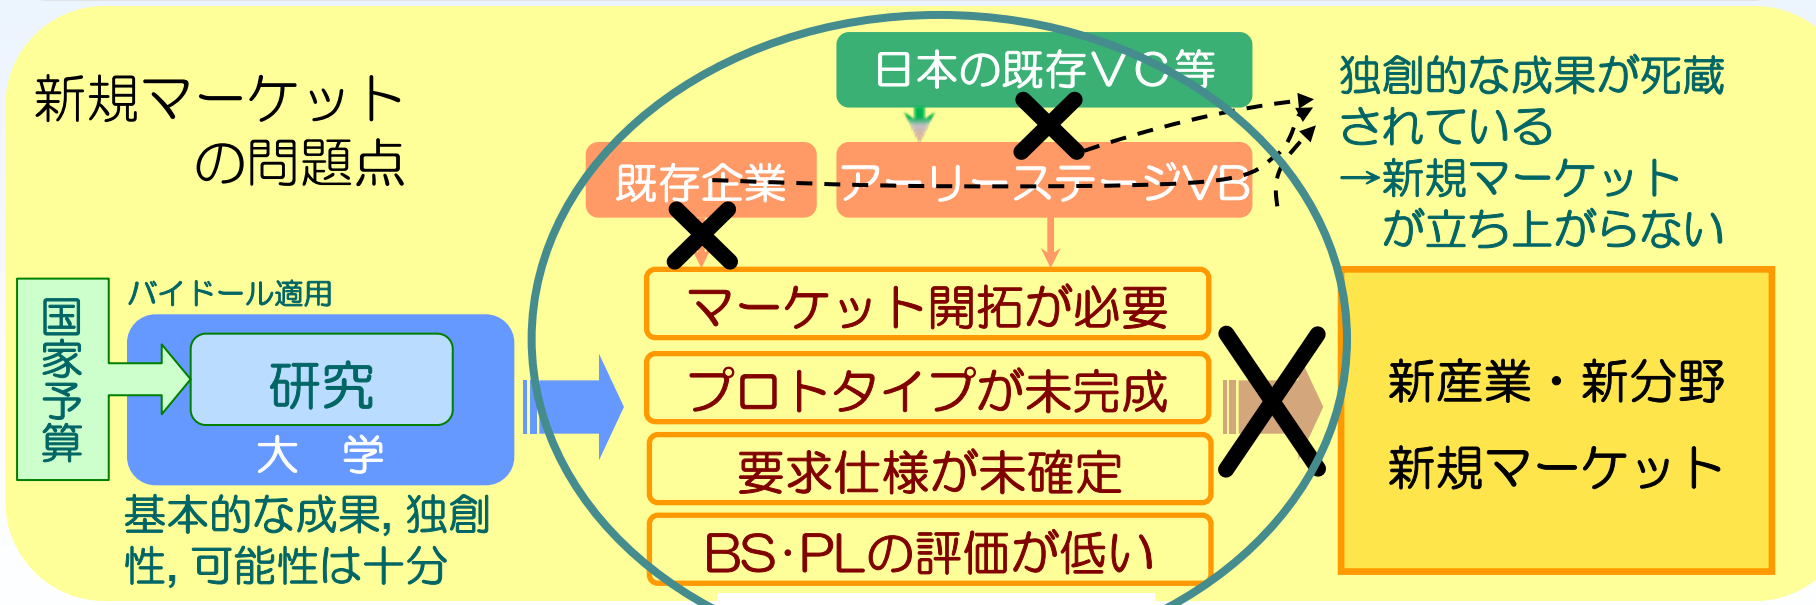 新規マーケット
の問題点
日本の既存VC等
独創的な成果が死蔵
されている
→新規マーケット
が立ち上がらない
既存企業
アーリーステージVB
国家予算
バイドール適用
研究
大 学
基本的な成果, 独創
性, 可能性は十分
マーケット開拓が必要
プロトタイプが未完成
要求仕様が未確定
BS・PLの評価が低い
新産業・新分野
新規マーケット